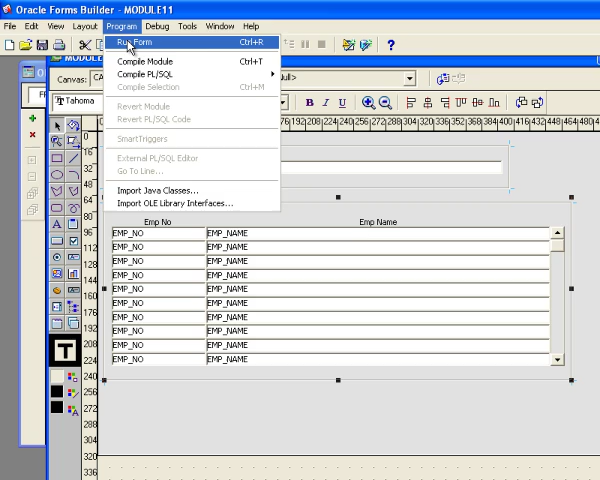 Oracle Forms Builder - MODULE11
File Edit View Layout Program Debug Tools Window Help
Run Form Ctrl+R
Compile Module Ctrl+T
Compile PL/SQL
Compile Selection Ctrl+M
Revert Module
Revert PL/SQL Code
SmartTriggers
External PL/SQL Editor
Go To Line...
Import Java Classes...
Import OLE Library Interfaces...
Canvas:
Tahoma
B I U
Emp No Emp Name
EMP_NO EMP_NAME
EMP_NO EMP_NAME
EMP_NO EMP_NAME
EMP_NO EMP_NAME
EMP_NO EMP_NAME
EMP_NO EMP_NAME
EMP_NO EMP_NAME
EMP_NO EMP_NAME
EMP_NO EMP_NAME
EMP_NO EMP_NAME